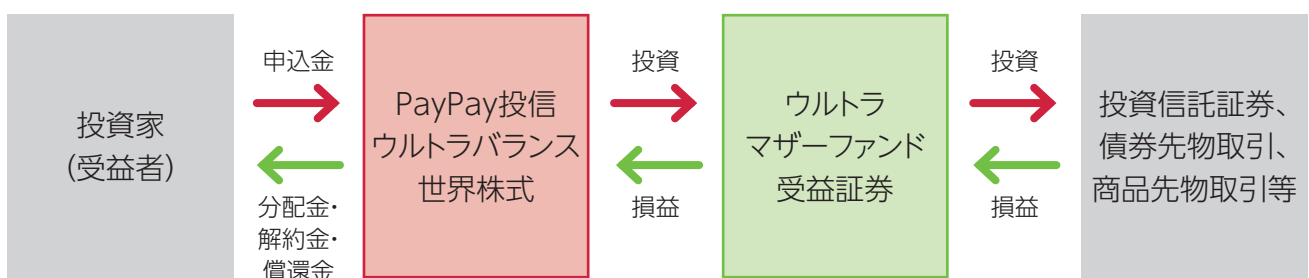 投資家
(受益者)
申込金
分配金・
解約金・
償還金
PayPay投信
ウルトラバランス
世界株式
投資
損益
ウルトラ
マザーファンド
受益証券
投資
損益
投資信託証券、
債券先物取引、
商品先物取引等